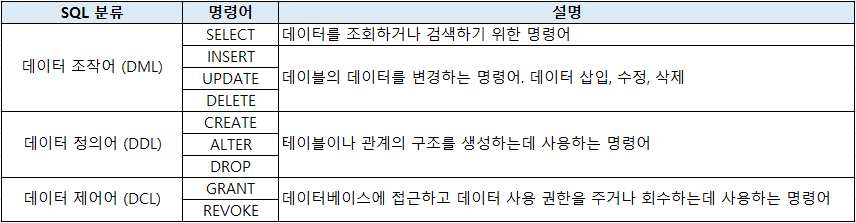 SQL 분류 명령어 설명
데이터 조작어 (DML) SELECT 데이터를 조회하거나 검색하기 위한 명령어
INSERT
UPDATE 데이블의 데이터를 변경하는 명령어. 데이터 삽입, 수정, 삭제
DELETE
데이터 정의어 (DDL) CREATE
ALTER 테이블이나 관계의 구조를 생성하는데 사용하는 명령어
DROP
데이터 제어어 (DCL) GRANT 데이터베이스에 접근하고 데이터 사용 권한을 주거나 회수하는데 사용하는 명령어
REVOKE